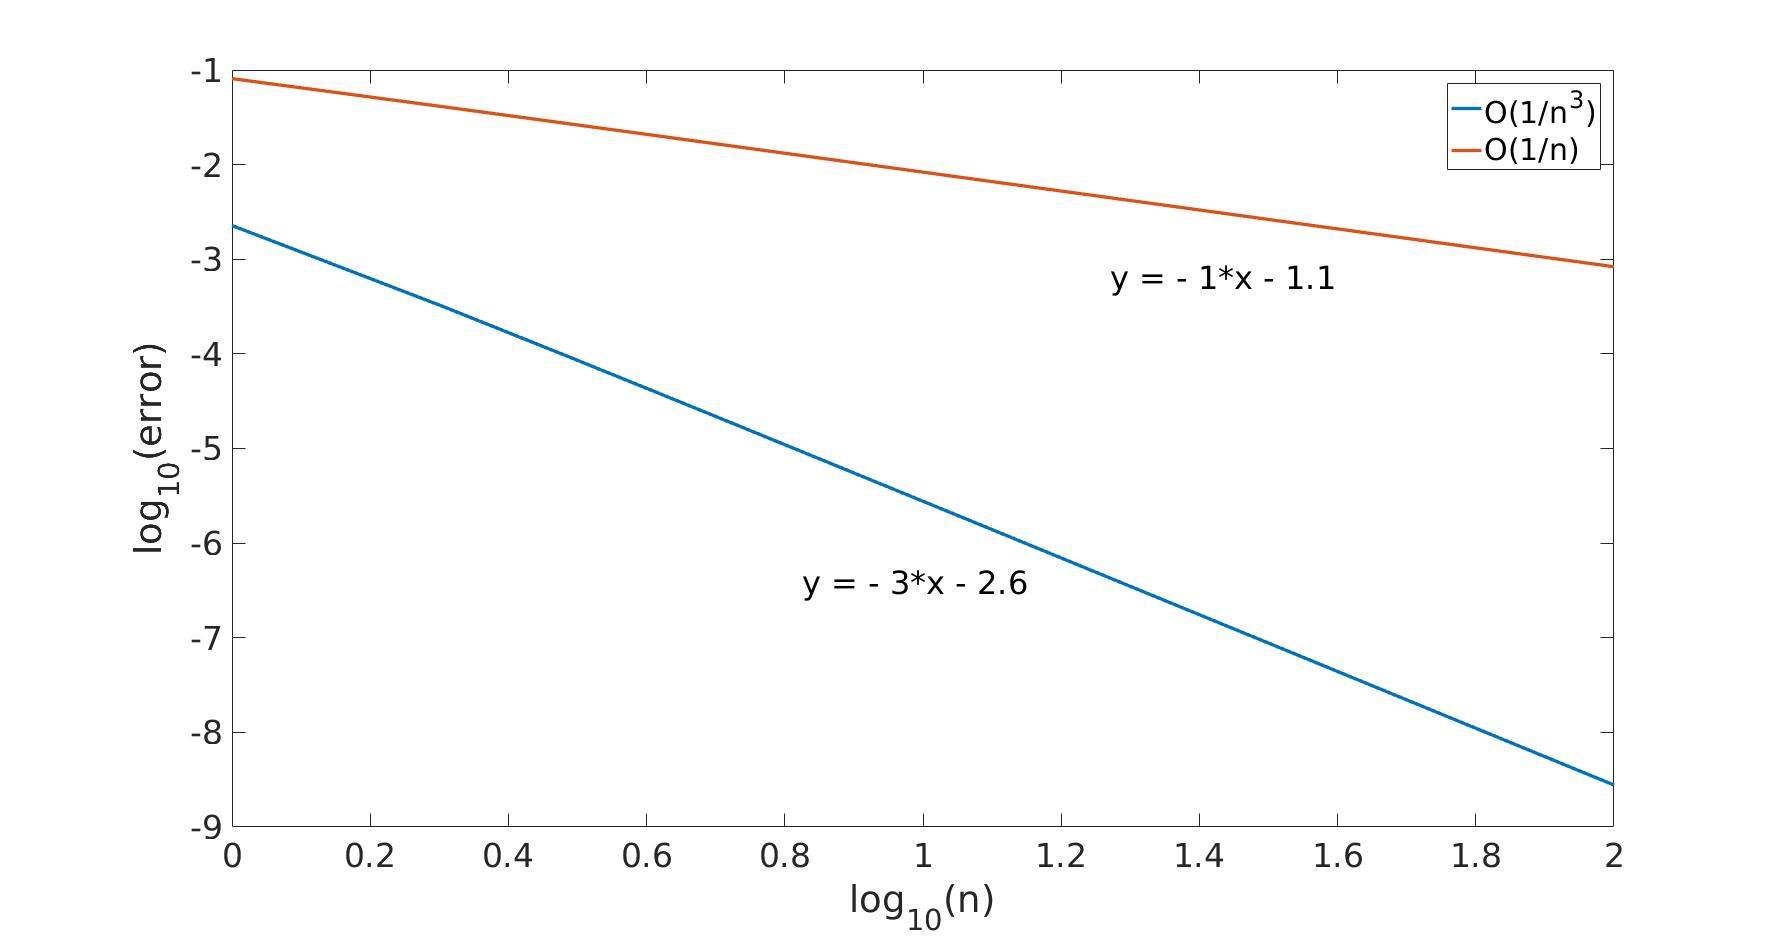 -1
-2
-3
-4
-5
-6
-7
-8
-9
log10(error)
O(1/n^3)
O(1/n)
y = - 1*x - 1.1
y = - 3*x - 2.6
0 0.2 0.4 0.6 0.8 1 1.2 1.4 1.6 1.8 2
log10(n)